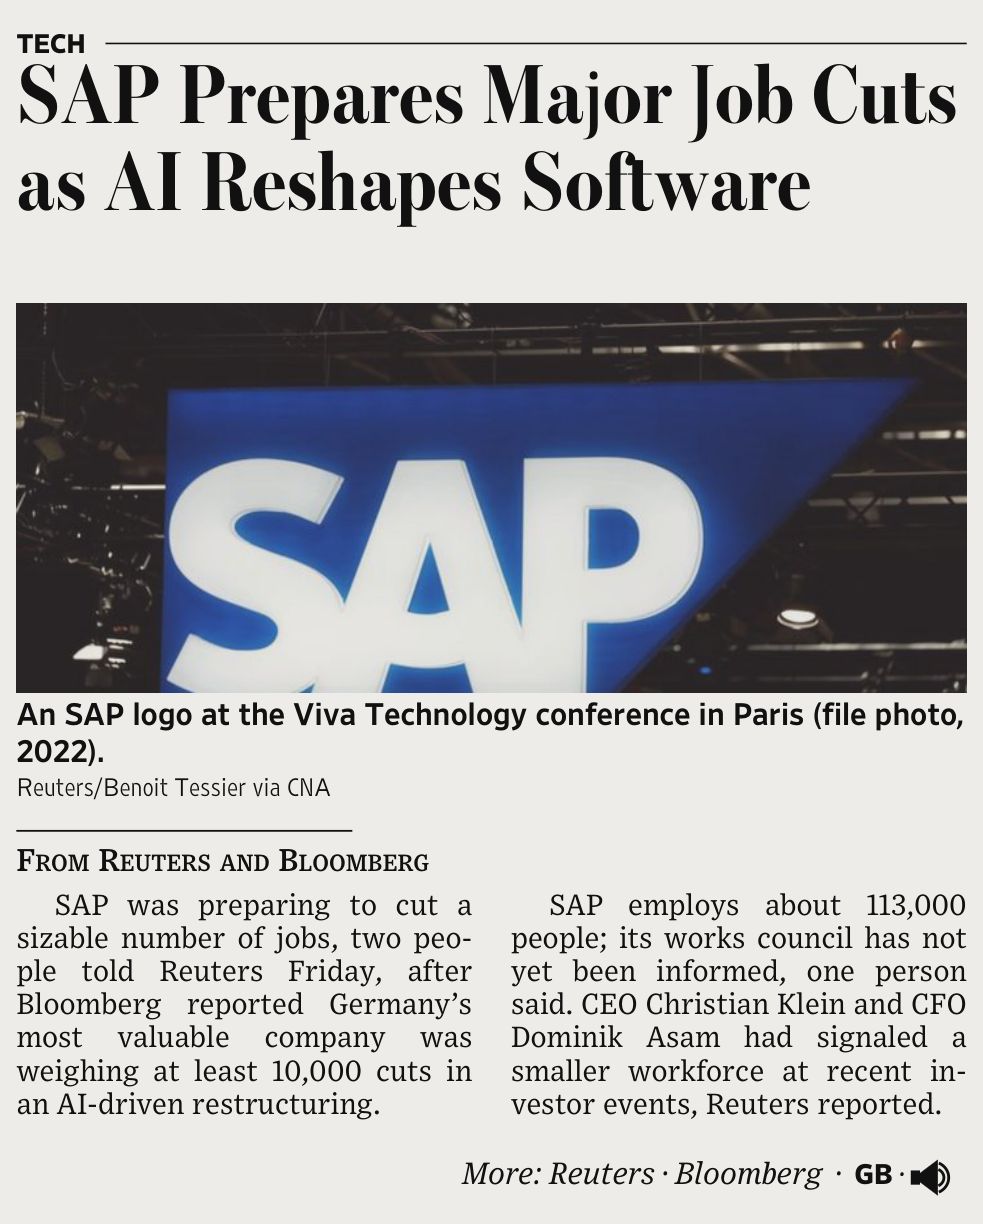 TECH
SAP Prepares Major Job Cuts
as AI Reshapes Software
SAP
An SAP logo at the Viva Technology conference in Paris (file photo,
2022).
Reuters/Benoit Tessier via CNA
FROM REUTERS AND BLOOMBERG
SAP was preparing to cut a
sizable number of jobs, two peo-
ple told Reuters Friday, after
Bloomberg reported Germany’s
most valuable company was
weighing at least 10,000 cuts in
an AI-driven restructuring.
SAP employs about 113,000
people; its works council has not
yet been informed, one person
said. CEO Christian Klein and CFO
Dominik Asam had signaled a
smaller workforce at recent in-
vestor events, Reuters reported.
More: Reuters · Bloomberg · GB ·